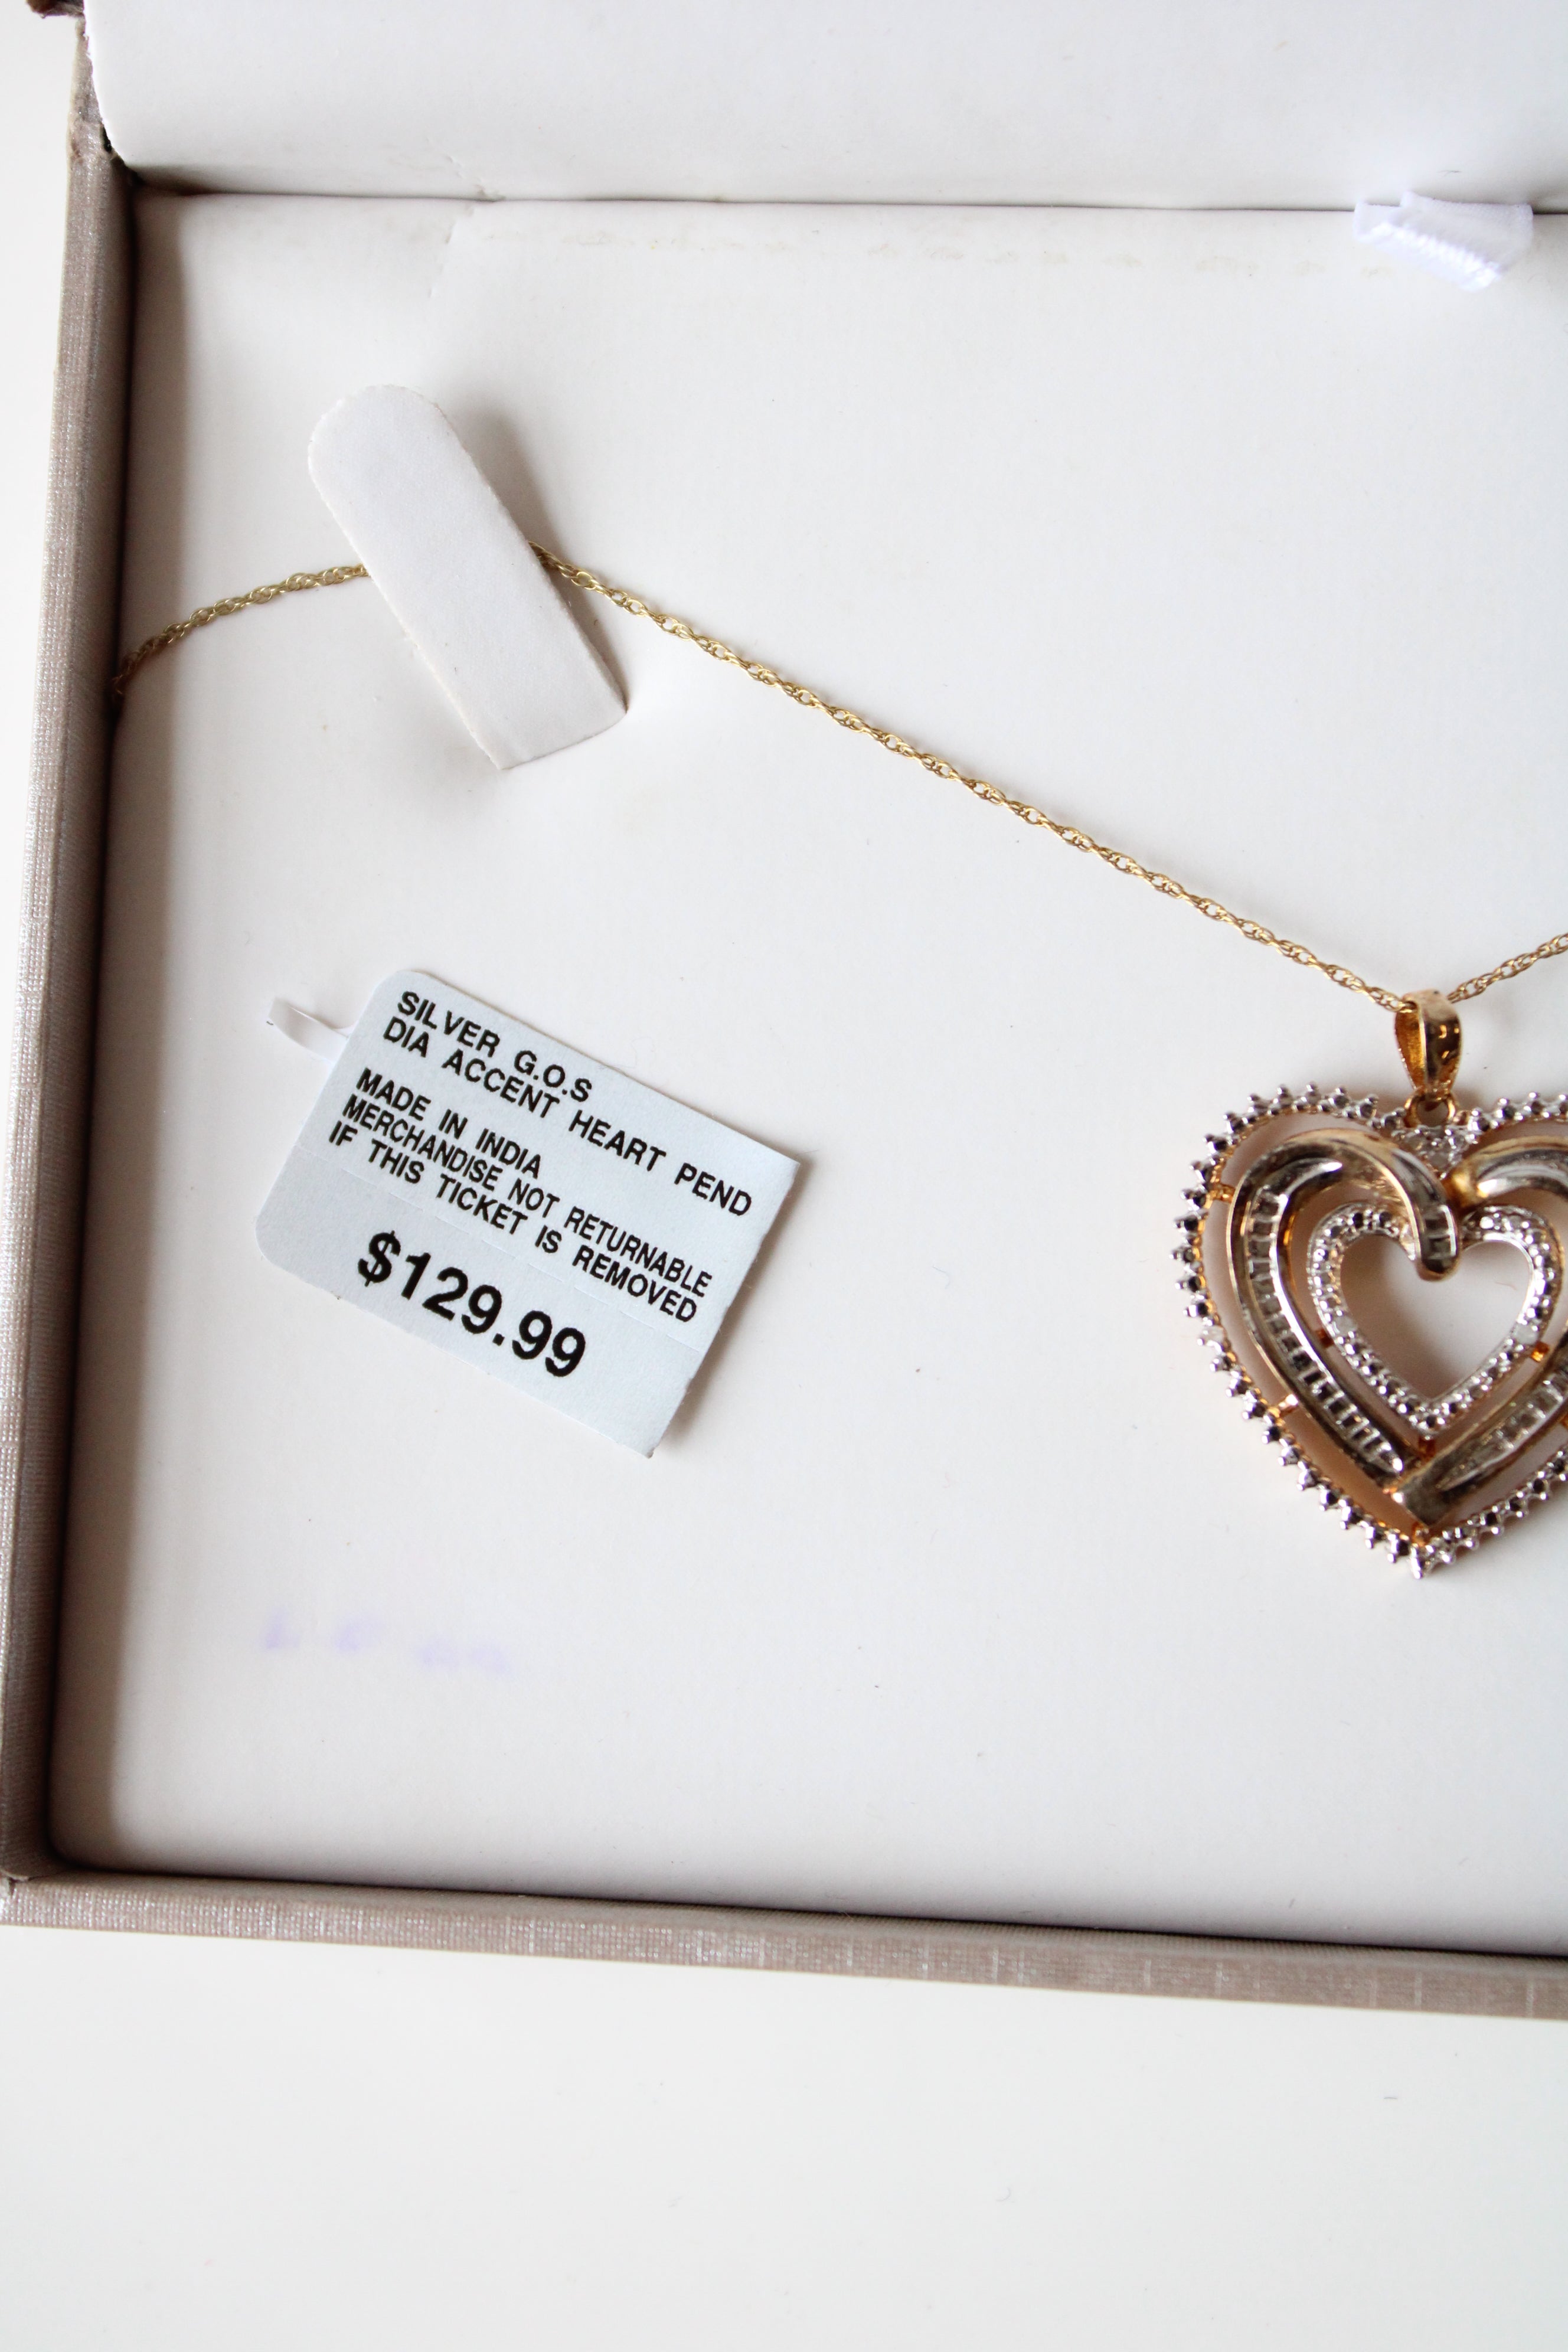 SILVER G.O.S
DIA ACCENT HEART PEND
MADE IN INDIA
MERCHANDISE NOT RETURNABLE
IF THIS TICKET IS REMOVED
$129.99